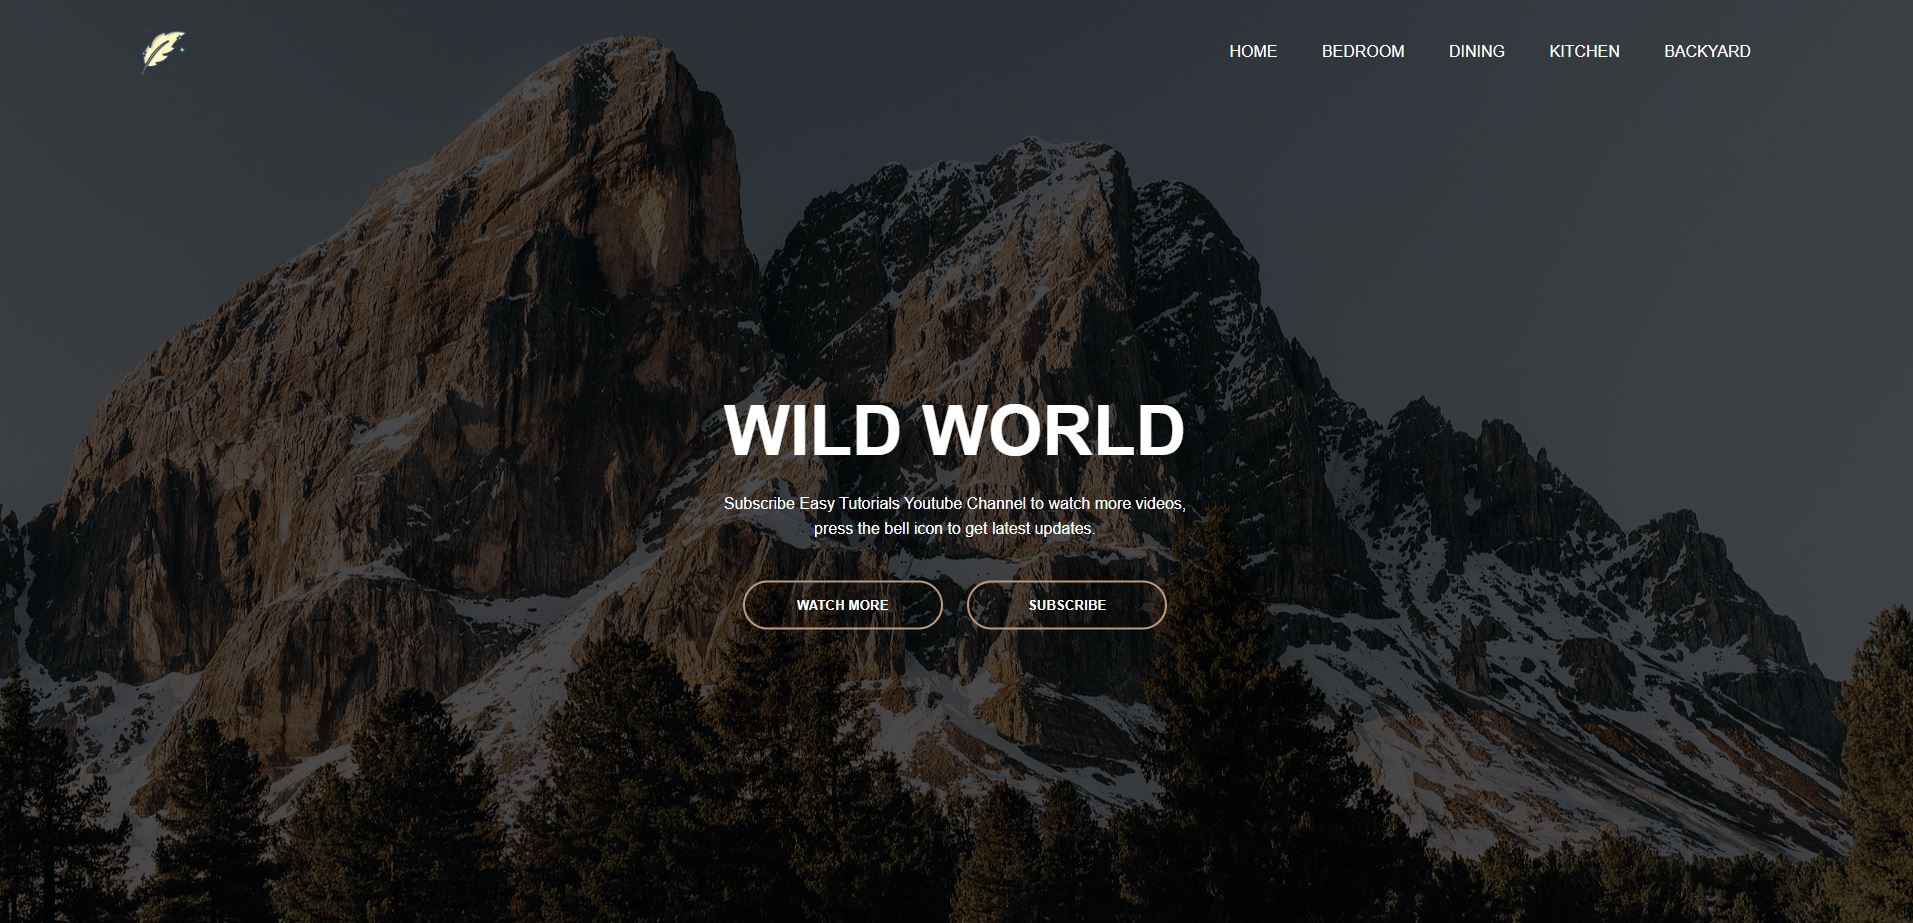 HOME BEDROOM DINING KITCHEN BACKYARD
WILD WORLD
Subscribe Easy Tutorials Youtube Channel to watch more videos,
press the bell icon to get latest updates.
WATCH MORE SUBSCRIBE